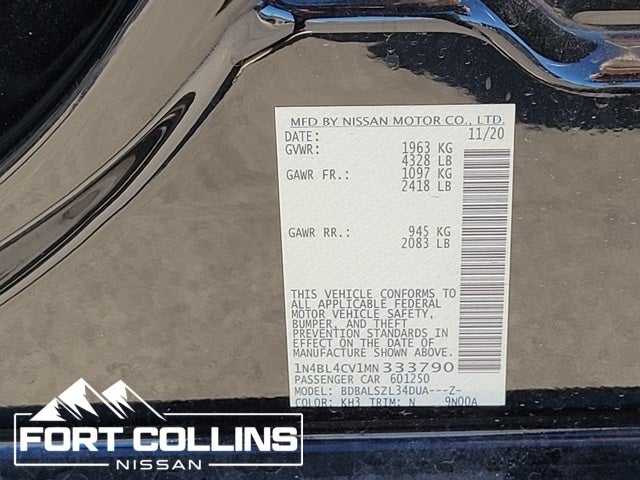 MFD BY NISSAN MOTOR CO., LTD.
DATE: 11/20
GVWR: 1963 KG
4328 LB
GAWR FR.: 1097 KG
2418 LB
GAWR RR.: 945 KG
2083 LB
THIS VEHICLE CONFORMS TO
ALL APPLICABLE FEDERAL
MOTOR VEHICLE SAFETY,
BUMPER, AND THEFT
PREVENTION STANDARDS IN
EFFECT ON THE DATE OF
MANUFACTURE SHOWN ABOVE.
1N4BL4CV1MN333790
PASSENGER CAR 601250
MODEL: BDBALSZL34DUA---Z-
COLOR: KH3 TRIM: N 9N00A
FORT COLLINS
NISSAN